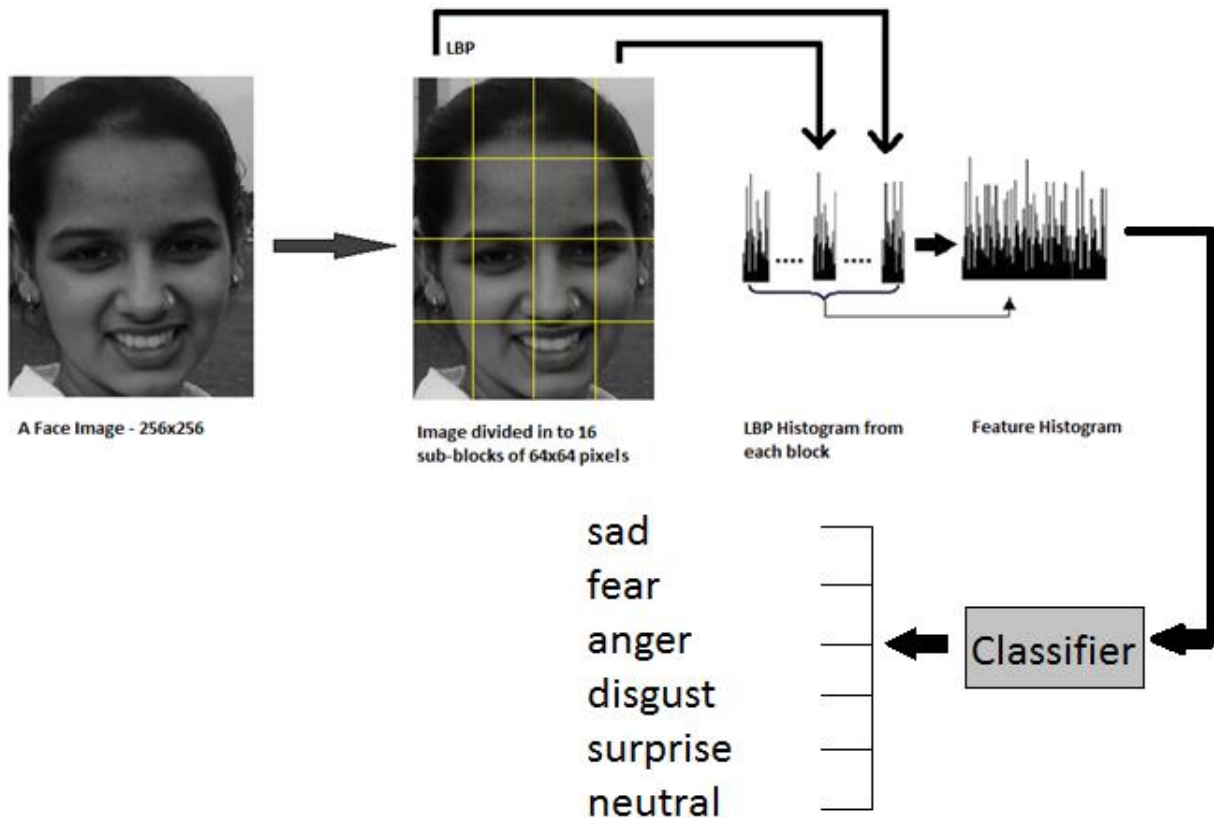 LBP
A Face Image - 256x256
Image divided in to 16
sub-blocks of 64x64 pixels
LBP Histogram from
each block
Feature Histogram
sad
fear
anger
disgust
surprise
neutral
Classifier